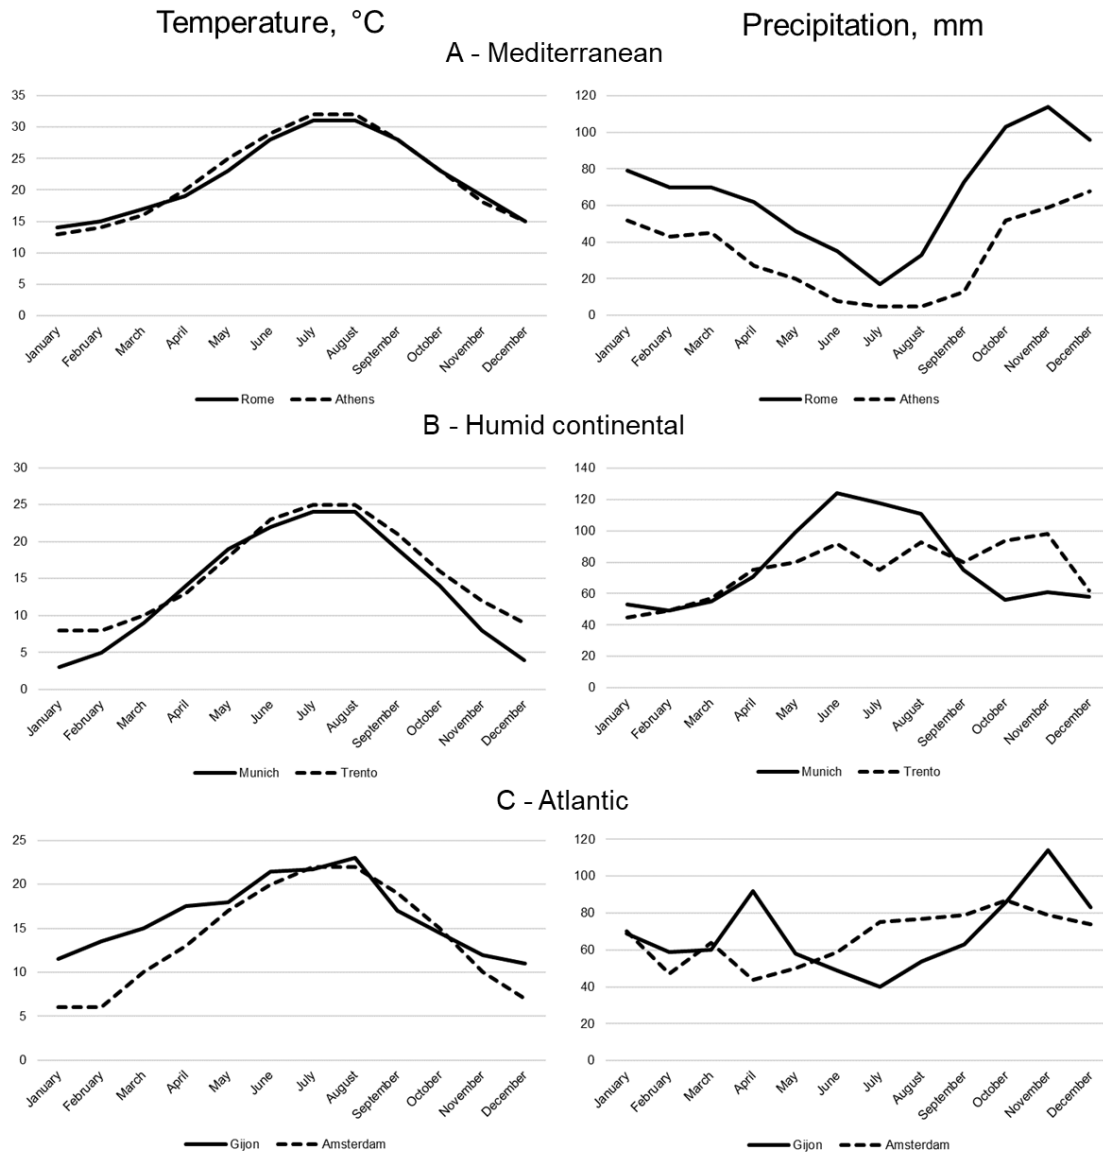 Temperature, °C
Precipitation, mm
A - Mediterranean
35
30
25
20
15
10
5
0
January
February
March
April
May
June
July
August
September
October
November
December
Rome
Athens
120
100
80
60
40
20
0
January
February
March
April
May
June
July
August
September
October
November
December
Rome
Athens
B - Humid continental
30
25
20
15
10
5
0
January
February
March
April
May
June
July
August
September
October
November
December
Munich
Trento
140
120
100
80
60
40
20
0
January
February
March
April
May
June
July
August
September
October
November
December
Munich
Trento
C - Atlantic
25
20
15
10
5
0
January
February
March
April
May
June
July
August
September
October
November
December
Gijon
Amsterdam
120
100
80
60
40
20
0
January
February
March
April
May
June
July
August
September
October
November
December
Gijon
Amsterdam